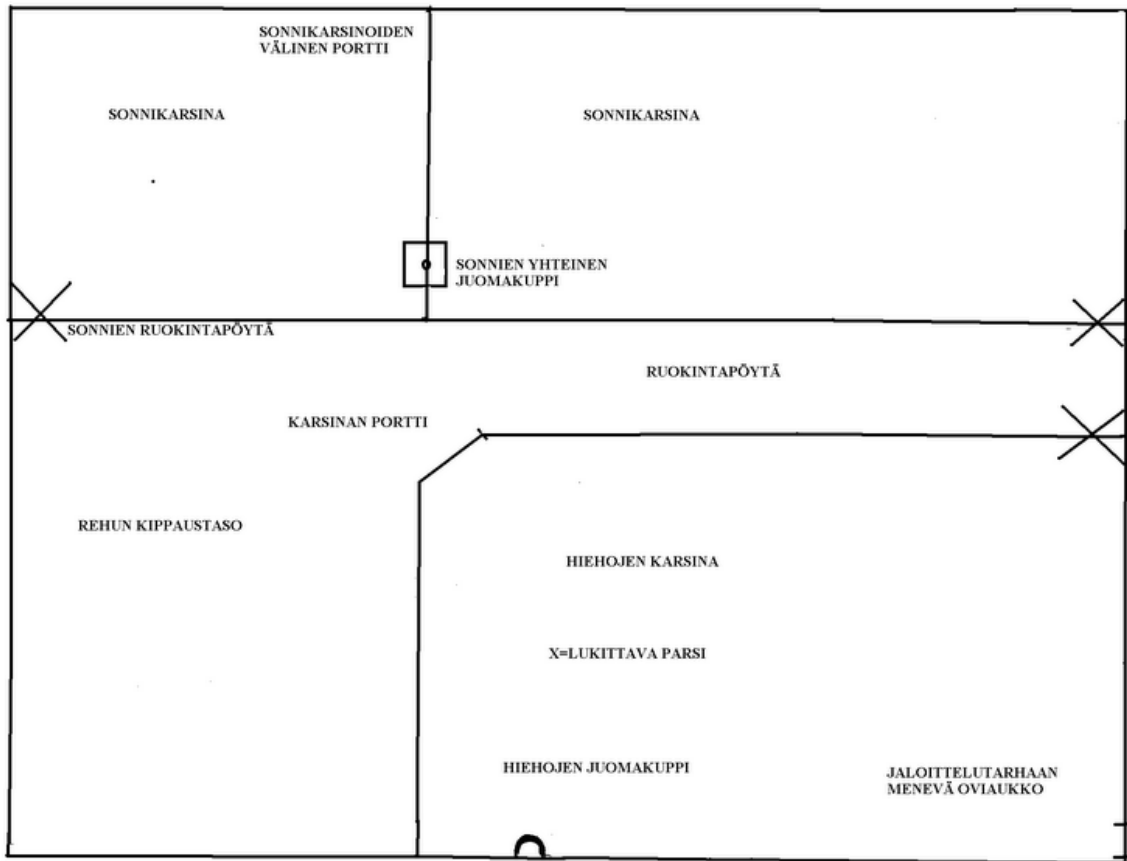 SONNIKARSINOIDEN
VÄLINEN PORTTI
SONNIKARSINA
SONNIKARSINA
SONNIEN YHTEINEN
JUOMAKUPPI
SONNIEN RUOKINTAPÖYTÄ
RUOKINTAPÖYTÄ
KARSINAN PORTTI
REHUN KIPPAUSTASO
HIEHOJEN KARSINA
X=LUKITTAVA PARSI
HIEHOJEN JUOMAKUPPI
JALOITTELUTARHAAN
MENEVÄ OVIAUKKO